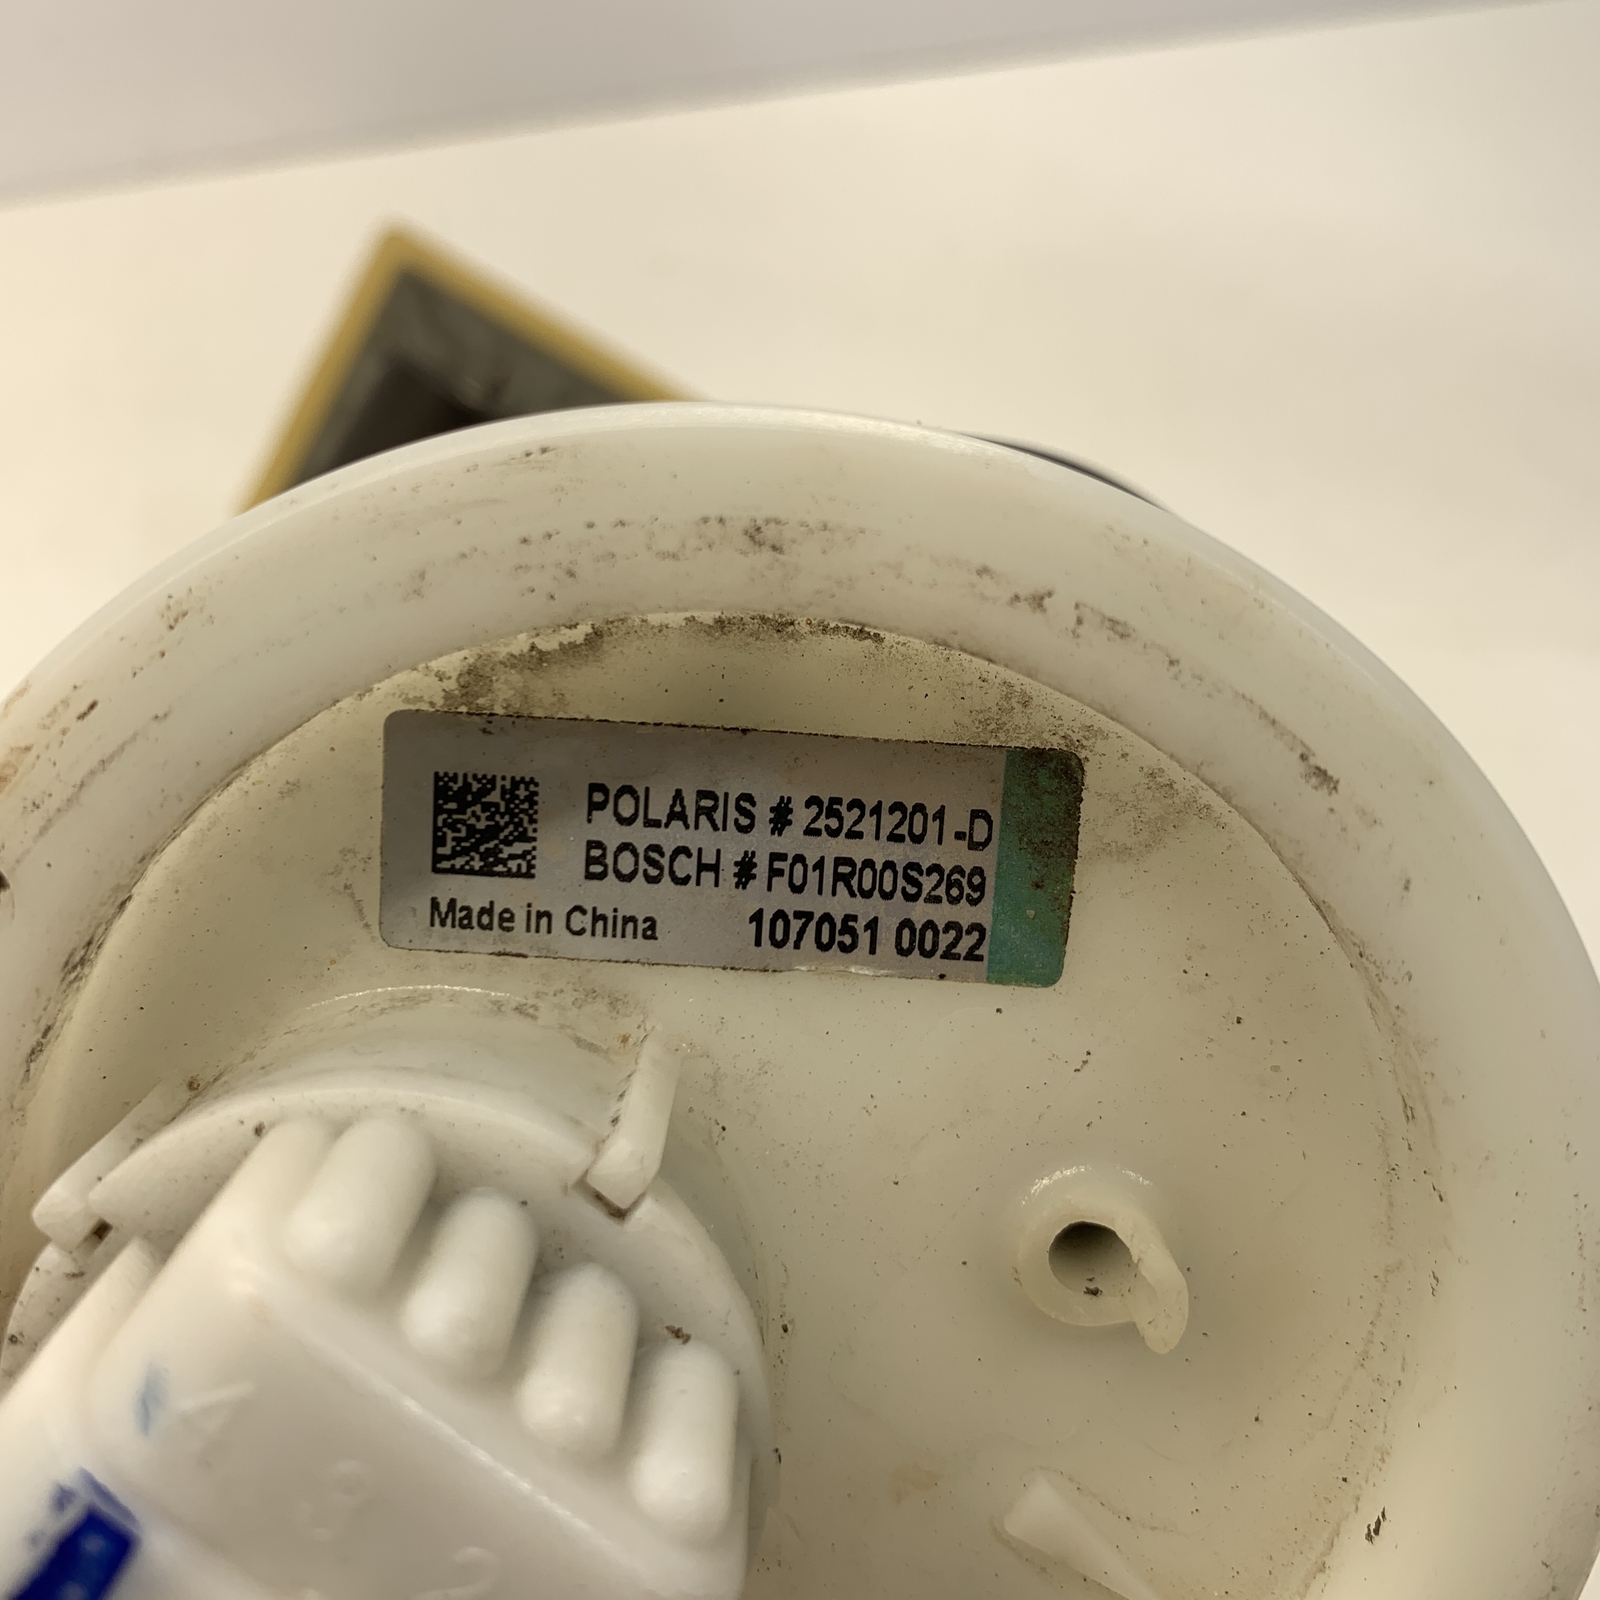 POLARIS # 2521201-D
BOSCH # F01R00S269
Made in China 107051 0022